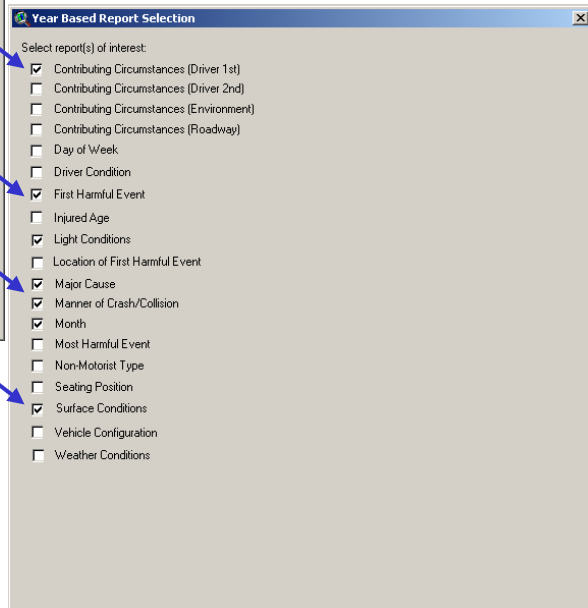 Year Based Report Selection
Select report(s) of interest:
Contributing Circumstances (Driver 1st)
Contributing Circumstances (Driver 2nd)
Contributing Circumstances (Environment)
Contributing Circumstances (Roadway)
Day of Week
Driver Condition
First Harmful Event
Injured Age
Light Conditions
Location of First Harmful Event
Major Cause
Manner of Crash/Collision
Month
Most Harmful Event
Non-Motorist Type
Seating Position
Surface Conditions
Vehicle Configuration
Weather Conditions